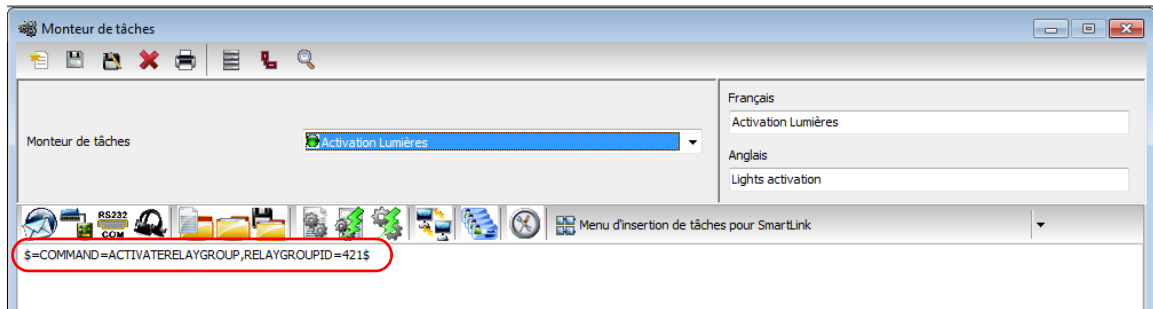 Monteur de tâches
Français
Activation Lumières
Monteur de tâches
Activation Lumières
Anglais
Lights activation
RS232
COM
Menu d'insertion de tâches pour SmartLink
$=COMMAND=ACTIVATERELAYGROUP,RELAYGROUPID=421$